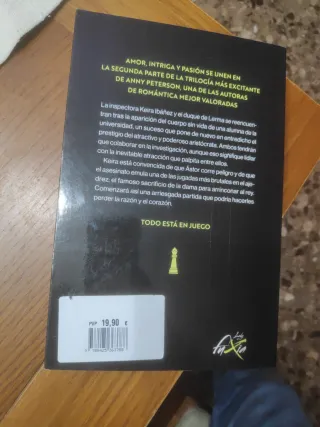 AMOR, INTRIGA Y PASIÓN SE UNEN EN
LA SEGUNDA PARTE DE LA TRILOGÍA MÁS EXCITANTE
DE ANNY PETERSON, UNA DE LAS AUTORAS
DE ROMÁNTICA MEJOR VALORADAS
La inspectora Keira Ibáñez y el duque de Lerma se reencuen-
tran tras la aparición del cuerpo sin vida de una alumna de la
universidad, un suceso que pone de nuevo en entredicho el
prestigio del atractivo y poderoso aristócrata. Ambos tendrán
que colaborar en la investigación, aunque eso signifique lidiar
con la inevitable atracción que palpita entre ellos.
Keira está convencida de que Ástor corre peligro y de que
el asesinato emula una de las jugadas más brutales en el aje-
drez: el famoso sacrificio de la dama para arrinconar al rey.
Comenzará así una arriesgada partida que podría hacerles
perder la razón y el corazón.
TODO ESTÁ EN JUEGO
PVP. 19,90 €